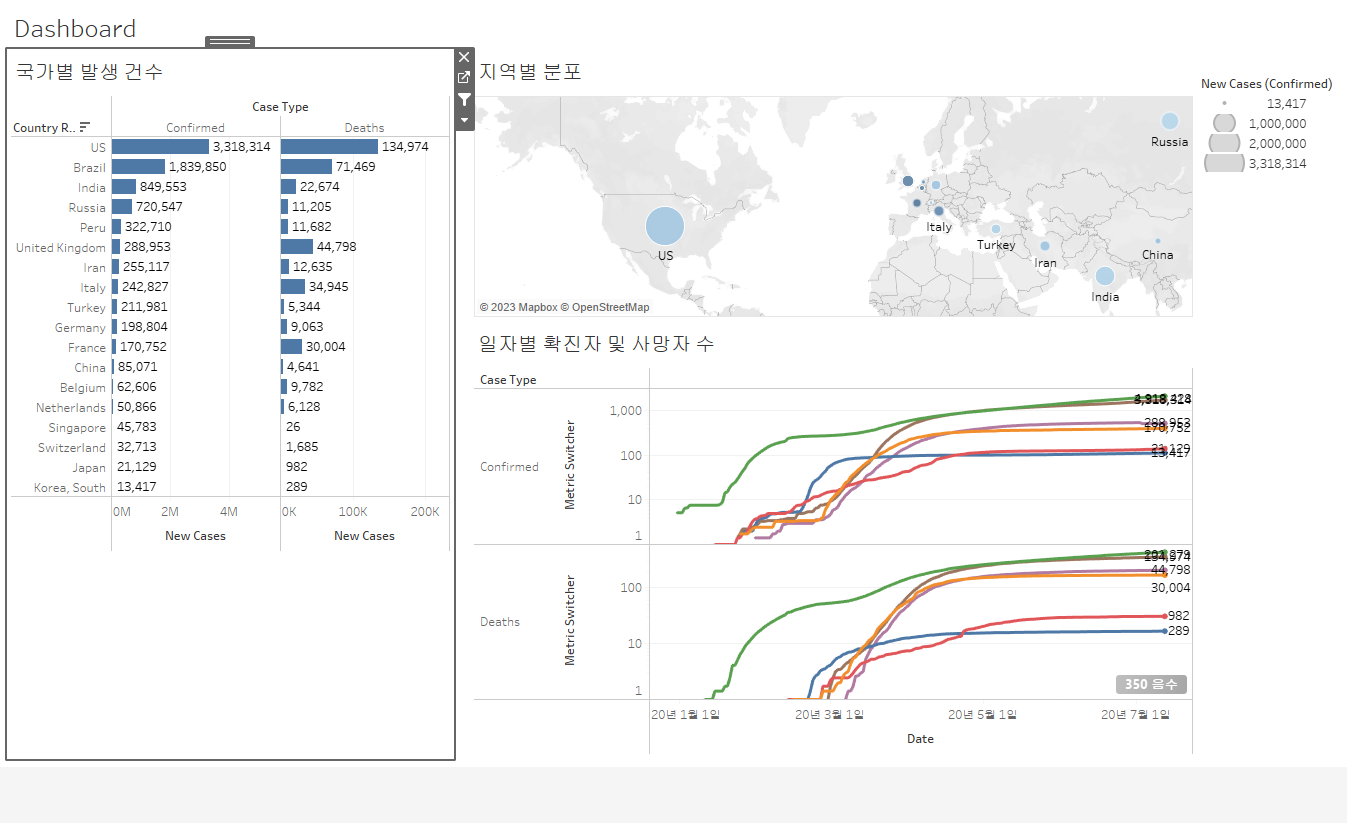 Dashboard
국가별 발생 건수
Case Type
Country R..
Confirmed
Deaths
US 3,318,314 134,974
Brazil 1,839,850 71,469
India 849,553 22,674
Russia 720,547 11,205
Peru 322,710 11,682
United Kingdom 288,953 44,798
Iran 255,117 12,635
Italy 242,827 34,945
Turkey 211,981 5,344
Germany 198,804 9,063
France 170,752 30,004
China 85,071 4,641
Belgium 62,606 9,782
Netherlands 50,866 6,128
Singapore 45,783 26
Switzerland 32,713 1,685
Japan 21,129 982
Korea, South 13,417 289
0M 2M 4M 0K 100K 200K
New Cases New Cases
지역별 분포
Russia
Italy
Turkey
US
Iran
China
India
© 2023 Mapbox © OpenStreetMap
New Cases (Confirmed)
13,417
1,000,000
2,000,000
3,318,314
일자별 확진자 및 사망자 수
Case Type
Confirmed
Metric Switcher
1,000
100
10
1
288,953
170,752
21,129
13,417
Deaths
Metric Switcher
100
10
1
134,974
44,798
30,004
982
289
350 음수
20년 1월 1일 20년 3월 1일 20년 5월 1일 20년 7월 1일
Date